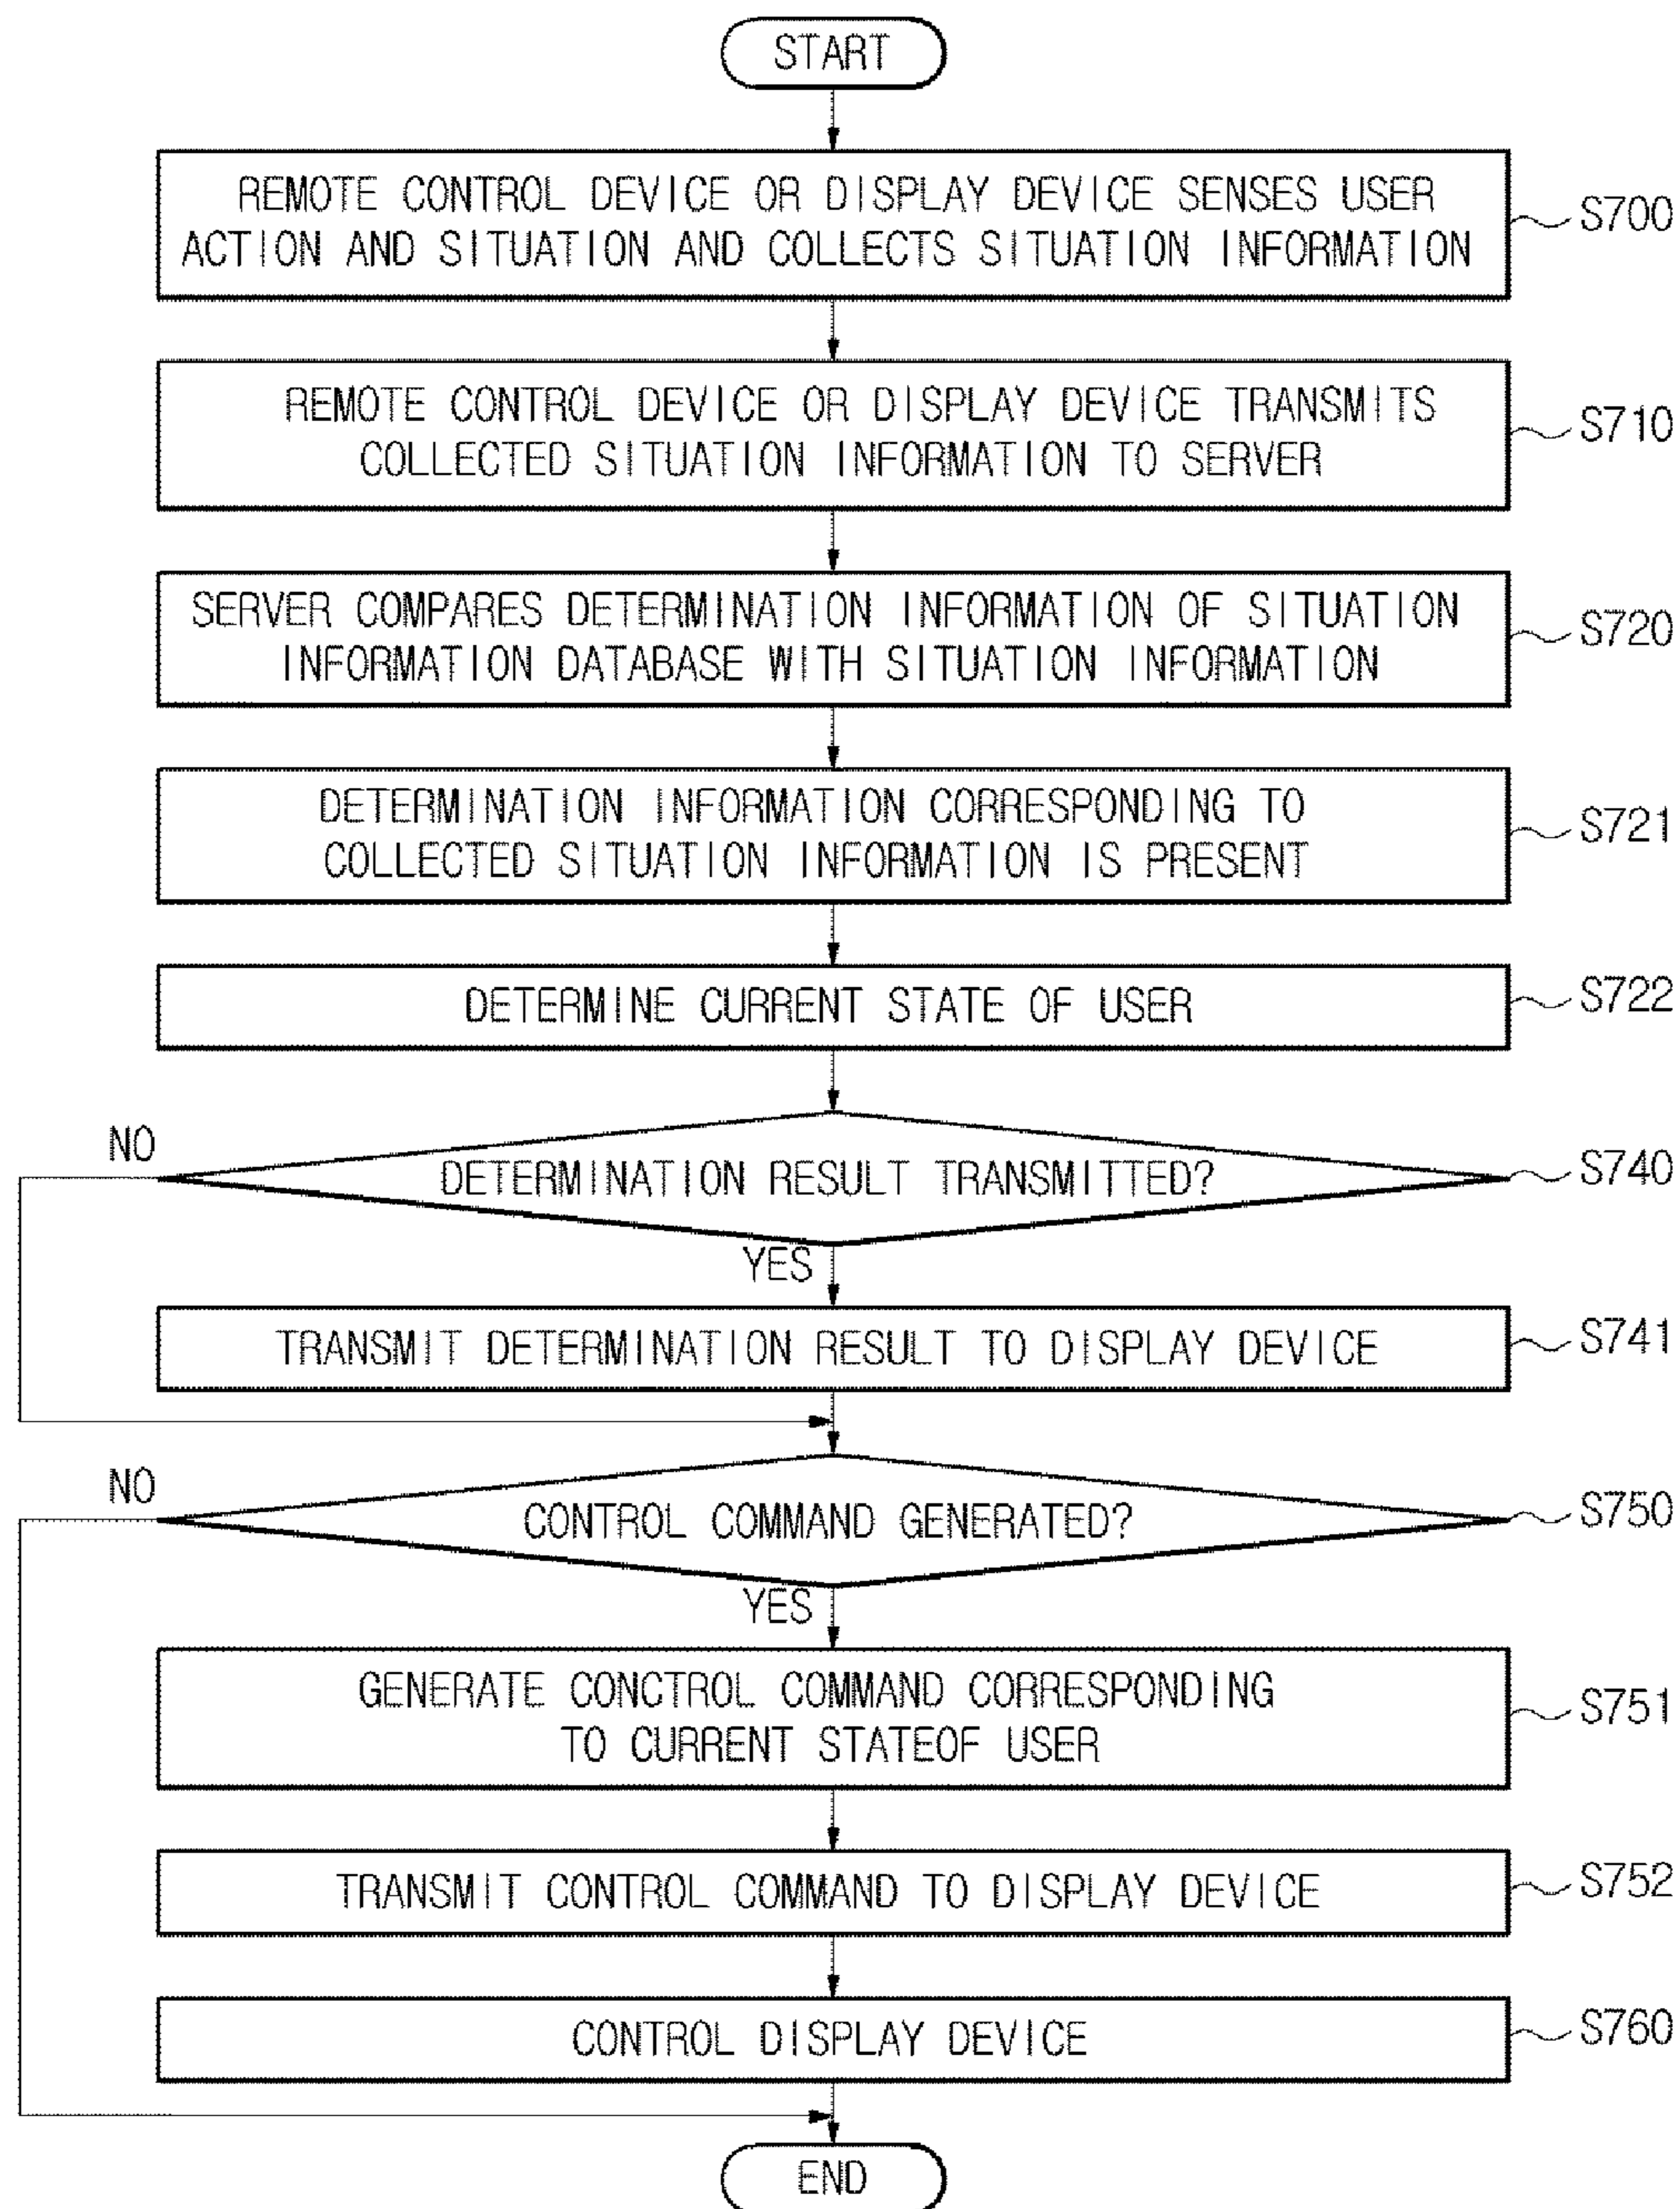 START
REMOTE CONTROL DEVICE OR DISPLAY DEVICE SENSES USER
ACTION AND SITUATION AND COLLECTS SITUATION INFORMATION
S700
REMOTE CONTROL DEVICE OR DISPLAY DEVICE TRANSMITS
COLLECTED SITUATION INFORMATION TO SERVER
S710
SERVER COMPARES DETERMINATION INFORMATION OF SITUATION
INFORMATION DATABASE WITH SITUATION INFORMATION
S720
DETERMINATION INFORMATION CORRESPONDING TO
COLLECTED SITUATION INFORMATION IS PRESENT
S721
DETERMINE CURRENT STATE OF USER
S722
NO
DETERMINATION RESULT TRANSMITTED?
S740
YES
TRANSMIT DETERMINATION RESULT TO DISPLAY DEVICE
S741
NO
CONTROL COMMAND GENERATED?
S750
YES
GENERATE CONCTROL COMMAND CORRESPONDING
TO CURRENT STATEOF USER
S751
TRANSMIT CONTROL COMMAND TO DISPLAY DEVICE
S752
CONTROL DISPLAY DEVICE
S760
END